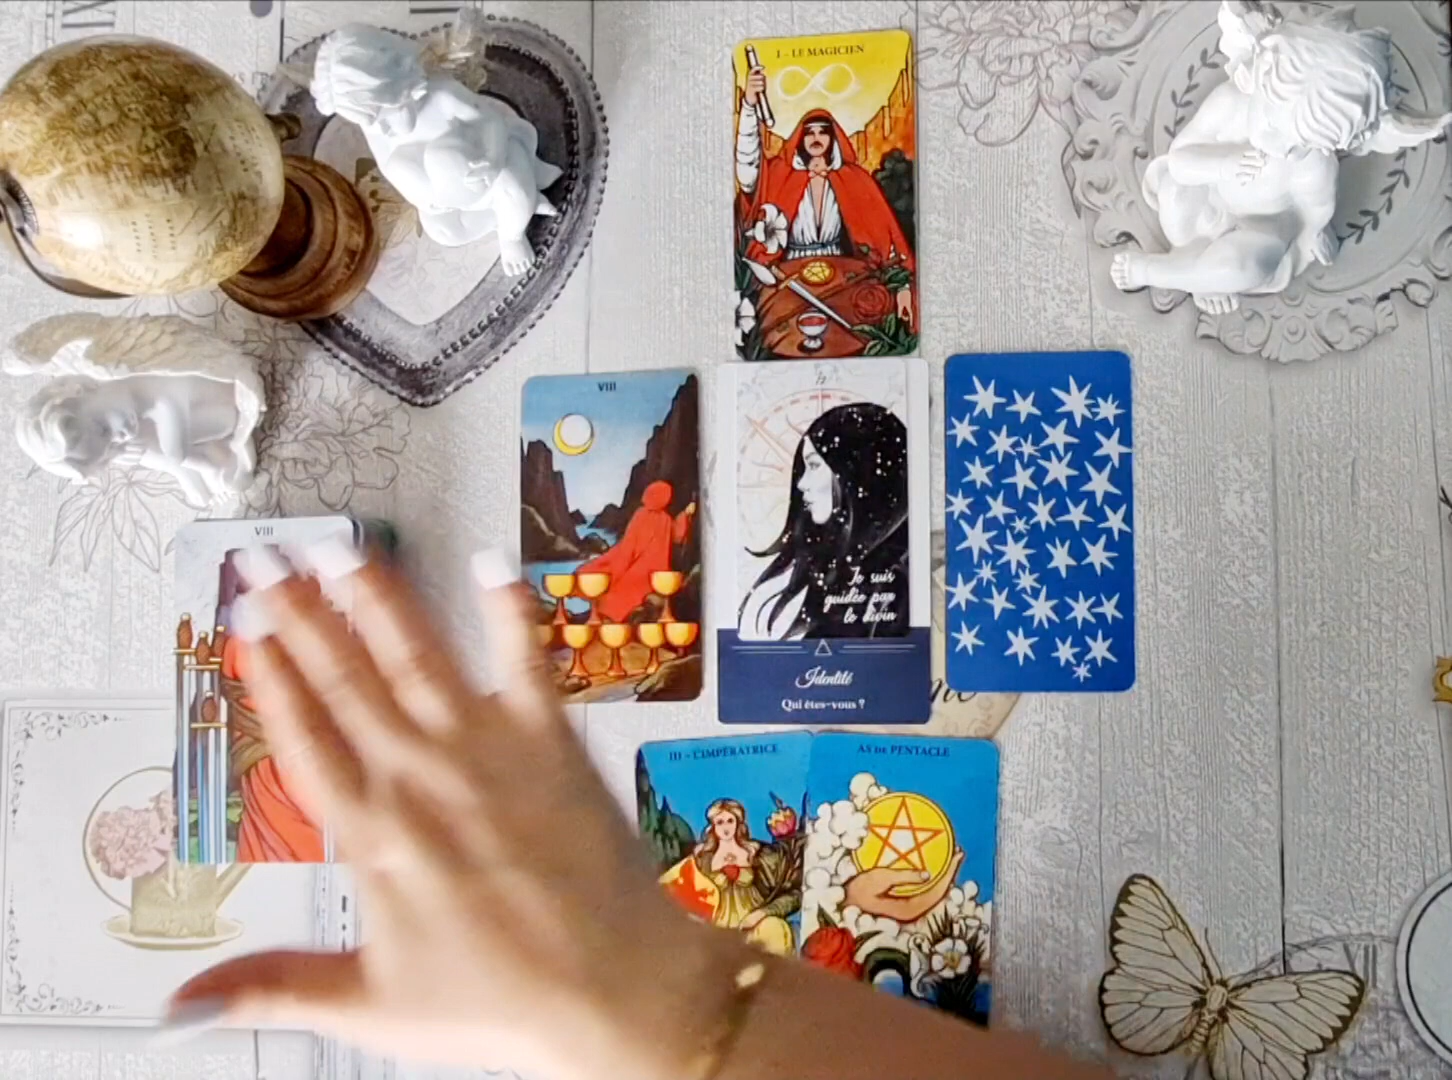 I - LE MAGICIEN
VIII
Je suis
guidée par
le divin
Identité
Qui êtes-vous ?
VIII
III - L'IMPÉRATRICE
AS DE PENTACLE
VII